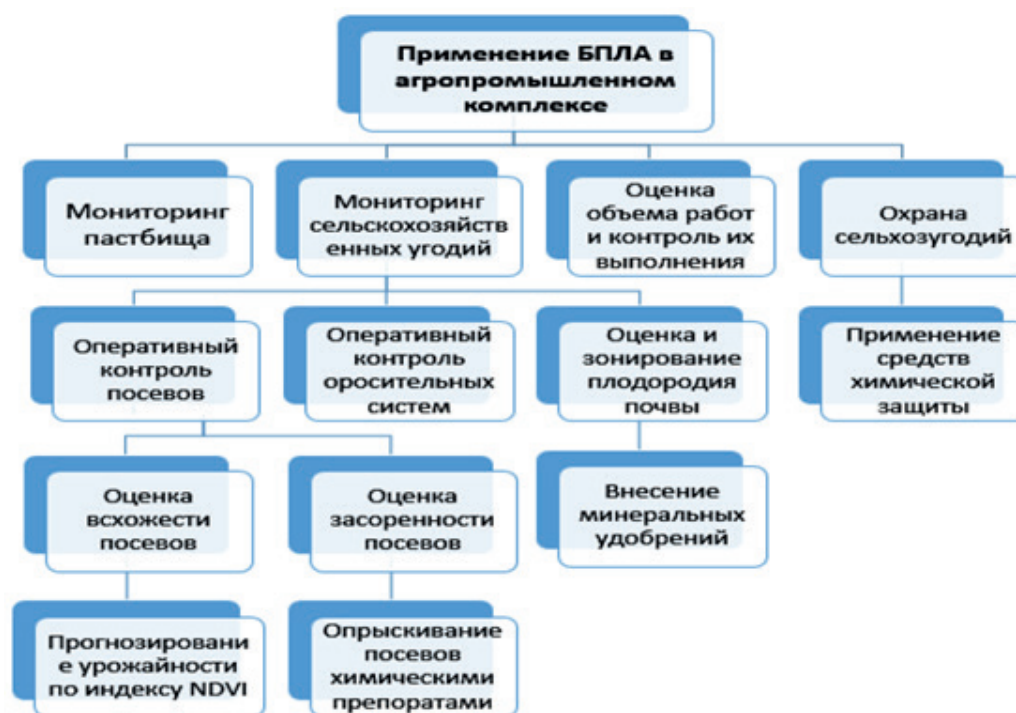 Применение БПЛА в
агропромышленном
комплексе
Мониторинг
пастбища
Мониторинг
сельскохозяйств
енных угодий
Оценка
объема работ
и контроль их
выполнения
Охрана
сельхозугодий
Оперативный
контроль
посевов
Оперативный
контроль
оросительных
систем
Оценка и
зонирование
плодородия
почвы
Применение
средств
химической
защиты
Оценка
всхожести
посевов
Оценка
засоренности
посевов
Внесение
минеральных
удобрений
Прогнозировани
е урожайности
по индексу NDVI
Опрыскивание
посевов
химическими
препоратами